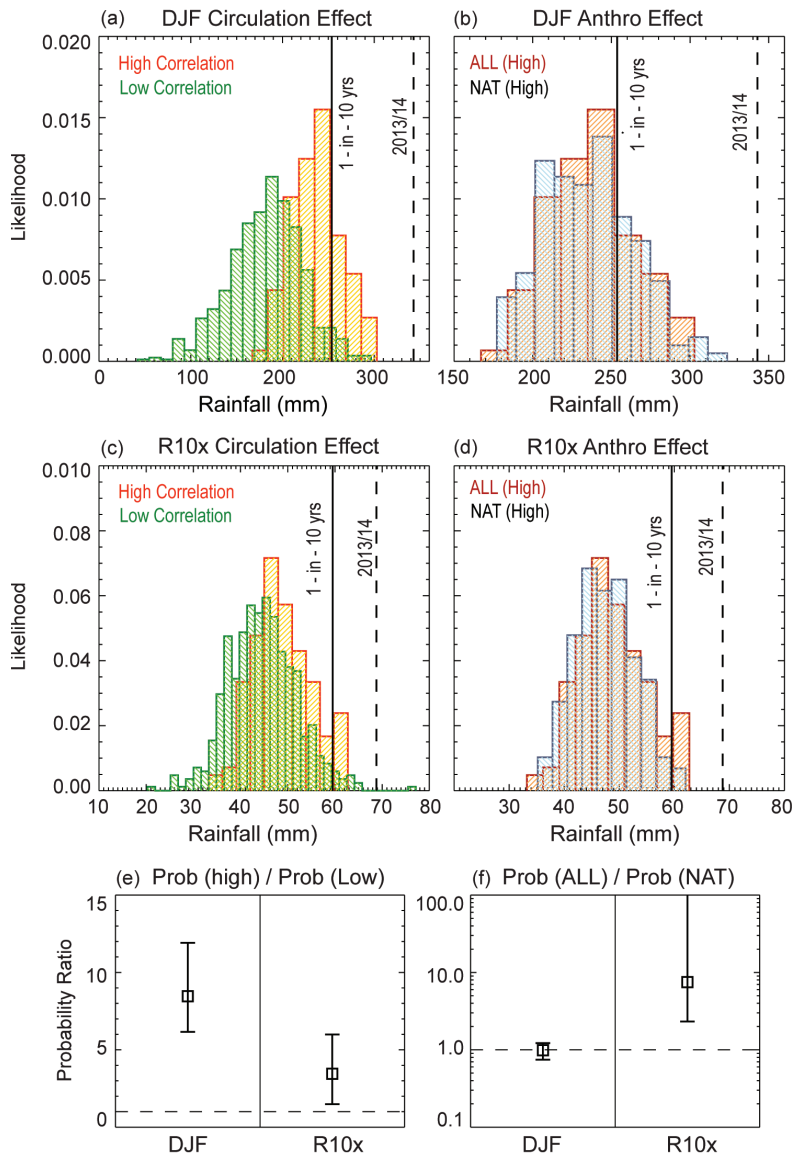 (a) DJF Circulation Effect
(b) DJF Anthro Effect
0.020
0.015
0.010
0.005
0.000
Likelihood
High Correlation
Low Correlation
1 - in - 10 yrs
2013/14
0 100 200 300
Rainfall (mm)
ALL (High)
NAT (High)
1 - in - 10 yrs
2013/14
150 200 250 300 350
Rainfall (mm)
(c) R10x Circulation Effect
(d) R10x Anthro Effect
0.010
0.08
0.06
0.04
0.02
0.00
Likelihood
High Correlation
Low Correlation
1 - in - 10 yrs
2013/14
10 20 30 40 50 60 70 80
Rainfall (mm)
ALL (High)
NAT (High)
1 - in - 10 yrs
2013/14
30 40 50 60 70 80
Rainfall (mm)
(e) Prob (high) / Prob (Low)
(f) Prob (ALL) / Prob (NAT)
15
10
5
0
Probability Ratio
DJF R10x
100.0
10.0
1.0
0.1
DJF R10x